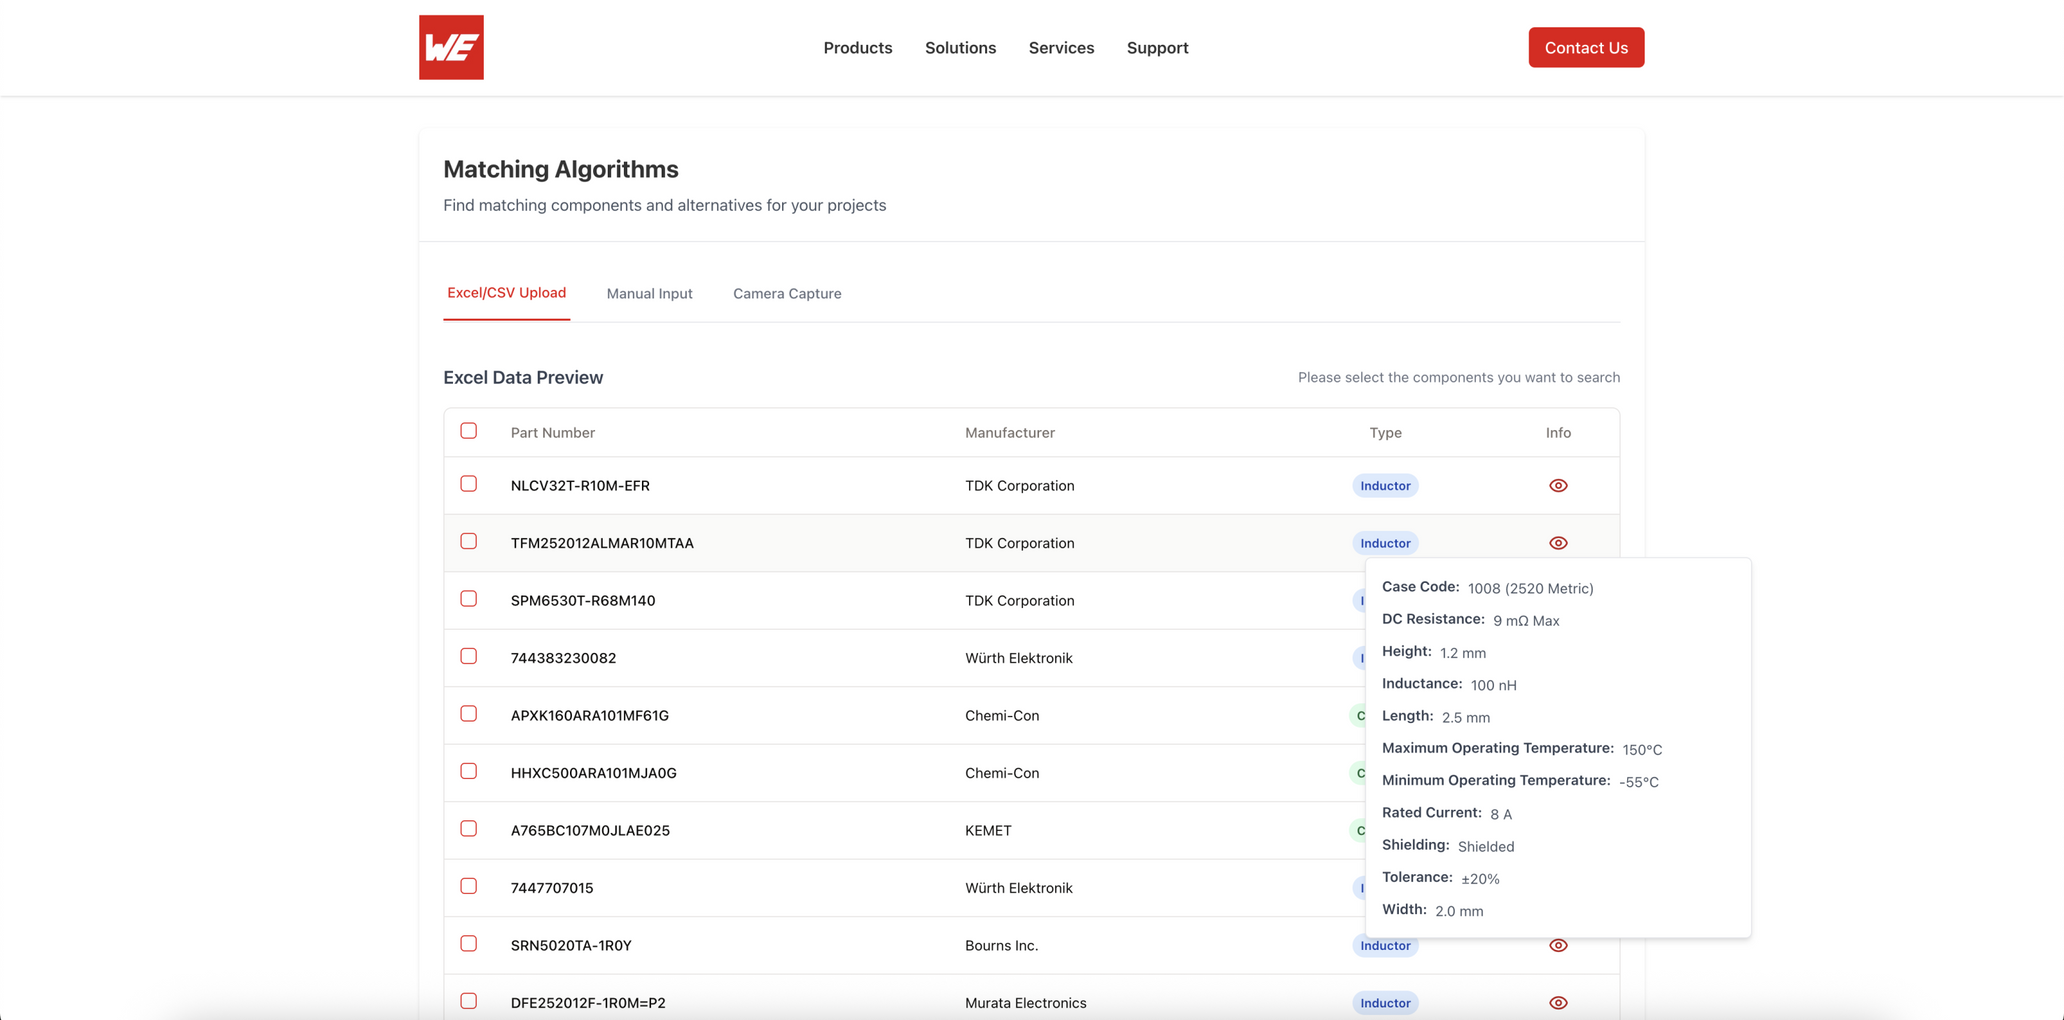 WE
Products Solutions Services Support
Contact Us
Matching Algorithms
Find matching components and alternatives for your projects
Excel/CSV Upload Manual Input Camera Capture
Excel Data Preview Please select the components you want to search
Part Number Manufacturer Type Info
NLCV32T-R10M-EFR TDK Corporation Inductor
TFM252012ALMAR10MTAA TDK Corporation Inductor
SPM6530T-R68M140 TDK Corporation I
744383230082 Würth Elektronik I
APXK160ARA101MF61G Chemi-Con C
HHXC500ARA101MJA0G Chemi-Con C
A765BC107M0JLAE025 KEMET C
7447707015 Würth Elektronik I
SRN5020TA-1R0Y Bourns Inc. Inductor
DFE252012F-1R0M=P2 Murata Electronics Inductor
Case Code: 1008 (2520 Metric)
DC Resistance: 9 mΩ Max
Height: 1.2 mm
Inductance: 100 nH
Length: 2.5 mm
Maximum Operating Temperature: 150°C
Minimum Operating Temperature: -55°C
Rated Current: 8 A
Shielding: Shielded
Tolerance: ±20%
Width: 2.0 mm